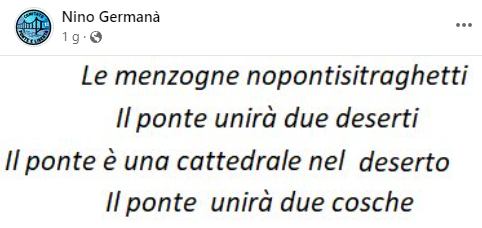 Nino Germanà
1 g
Le menzogne nopontisitraghetti
Il ponte unirà due deserti
Il ponte è una cattedrale nel deserto
Il ponte unirà due cosche